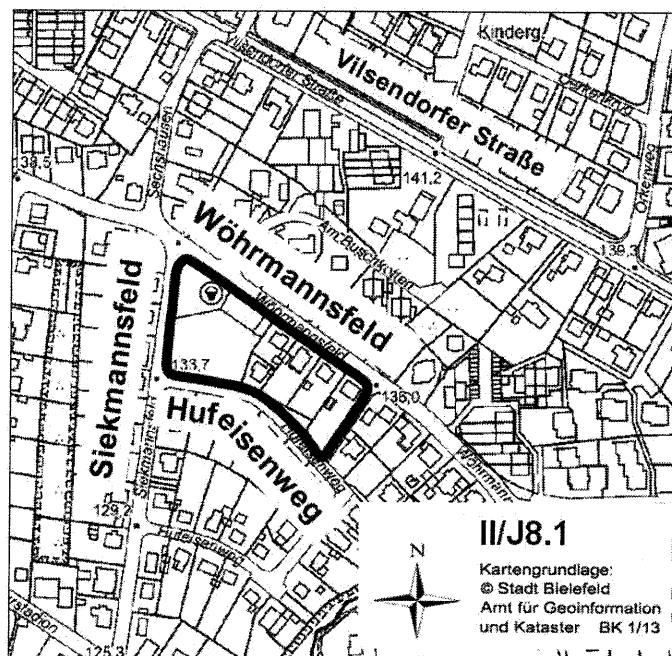 Kinderg.
Vilsendorfer Straße
Vilsendorfer Straße
Sechshausen
138,5
141,2
139,3
Am Buschkotten
Wöhrmannsfeld
Wöhrmannsfeld
Siekmannsfeld
133,7
136,0
Hufeisenweg
Hufeisenweg
129,2
Hufeisenweg
125,3
N
II/J8.1
Kartengrundlage:
© Stadt Bielefeld
Amt für Geoinformation
und Kataster BK 1/13